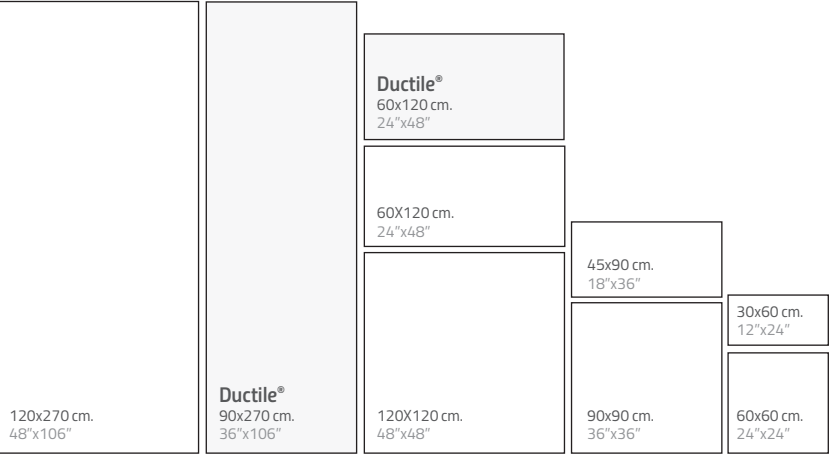 120x270 cm.
48”x106”
Ductile®
90x270 cm.
36”x106”
Ductile®
60x120 cm.
24”x48”
60X120 cm.
24”x48”
120X120 cm.
48”x48”
45x90 cm.
18”x36”
90x90 cm.
36”x36”
30x60 cm.
12”x24”
60x60 cm.
24”x24”